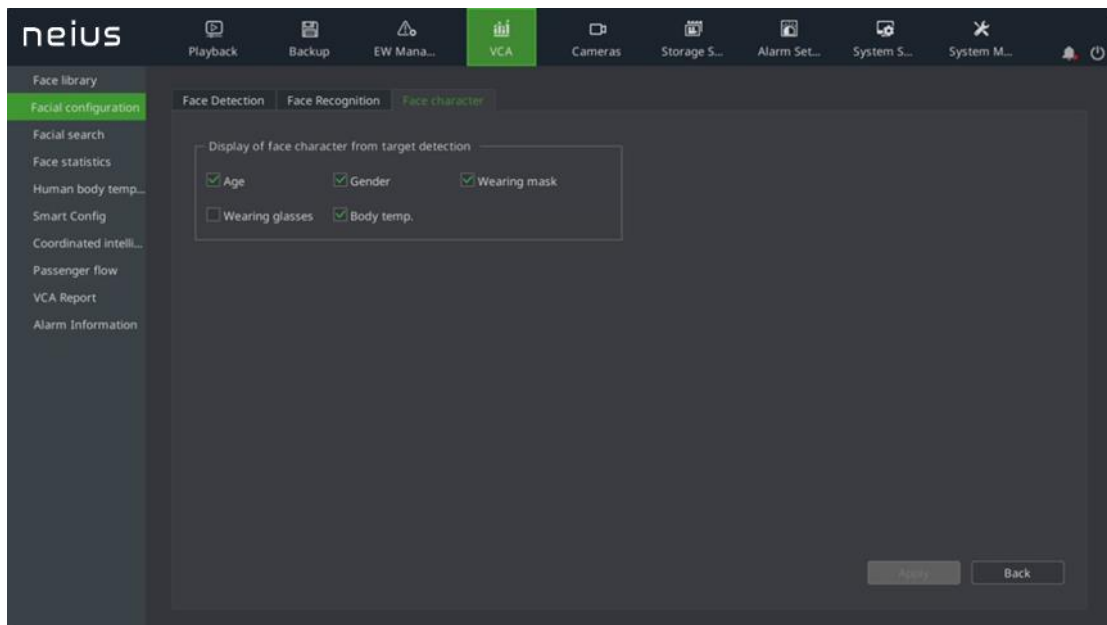 neius
Playback
Backup
EW Mana...
VCA
Cameras
Storage S...
Alarm Set...
System S...
System M...
Face library
Facial configuration
Facial search
Face statistics
Human body temp...
Smart Config
Coordinated intelli...
Passenger flow
VCA Report
Alarm Information
Face Detection
Face Recognition
Face character
Display of face character from target detection
Age
Gender
Wearing mask
Wearing glasses
Body temp.
Apply
Back